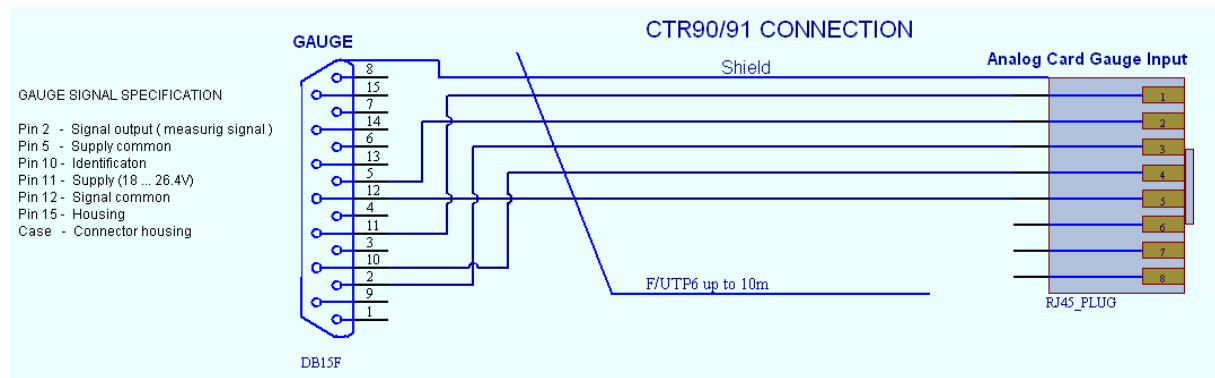 CTR90/91 CONNECTION
GAUGE
Analog Card Gauge Input
Shield
GAUGE SIGNAL SPECIFICATION
Pin 2 - Signal output ( measurig signal )
Pin 5 - Supply common
Pin 10 - Identificaton
Pin 11 - Supply (18 ... 26.4V)
Pin 12 - Signal common
Pin 15 - Housing
Case - Connector housing
8
15
7
14
6
13
5
12
4
11
3
10
2
9
1
DB15F
F/UTP6 up to 10m
1
2
3
4
5
6
7
8
RJ45_PLUG